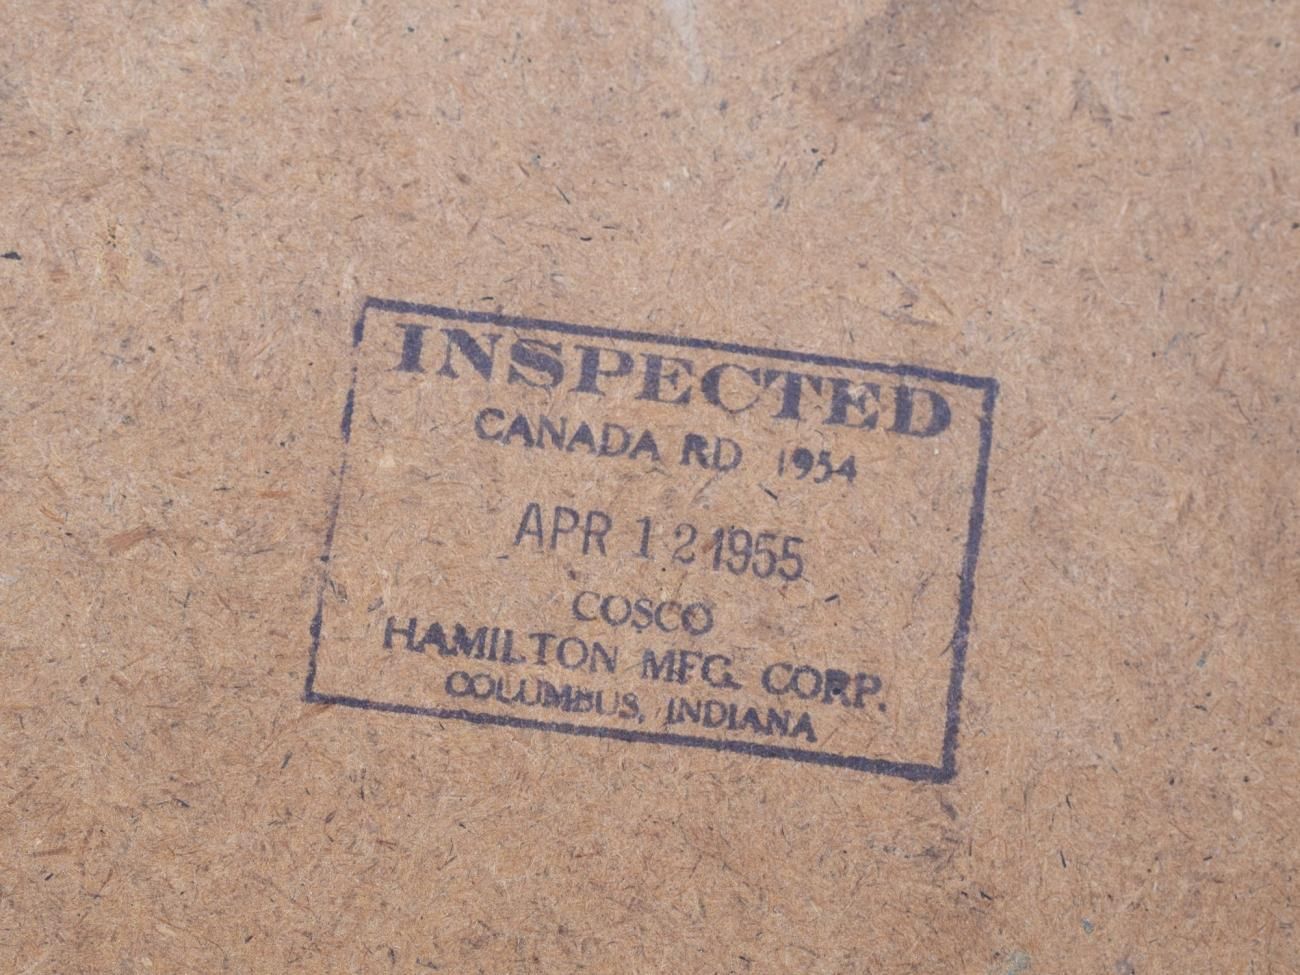 INSPECTED
CANADA RD 1954
APR 12 1955
COSCO
HAMILTON MFG. CORP.
COLUMBUS, INDIANA